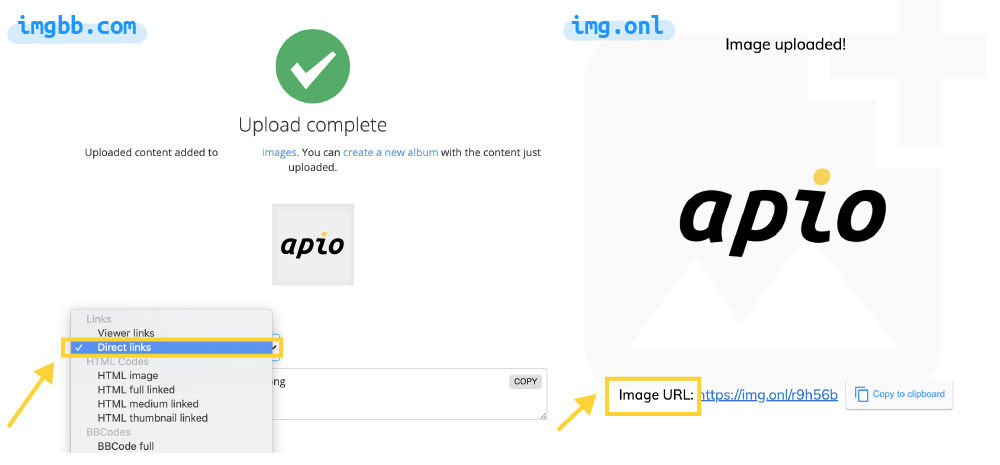 imgbb.com
Upload complete
Uploaded content added to images. You can create a new album with the content just
uploaded.
apio
Links
Viewer links
✓ Direct links
HTML Codes
HTML image
HTML full linked
HTML medium linked
HTML thumbnail linked
BBCodes
BBCode full
png
COPY
img.onl
Image uploaded!
apio
Image URL: https://img.onl/r9h56b
Copy to clipboard